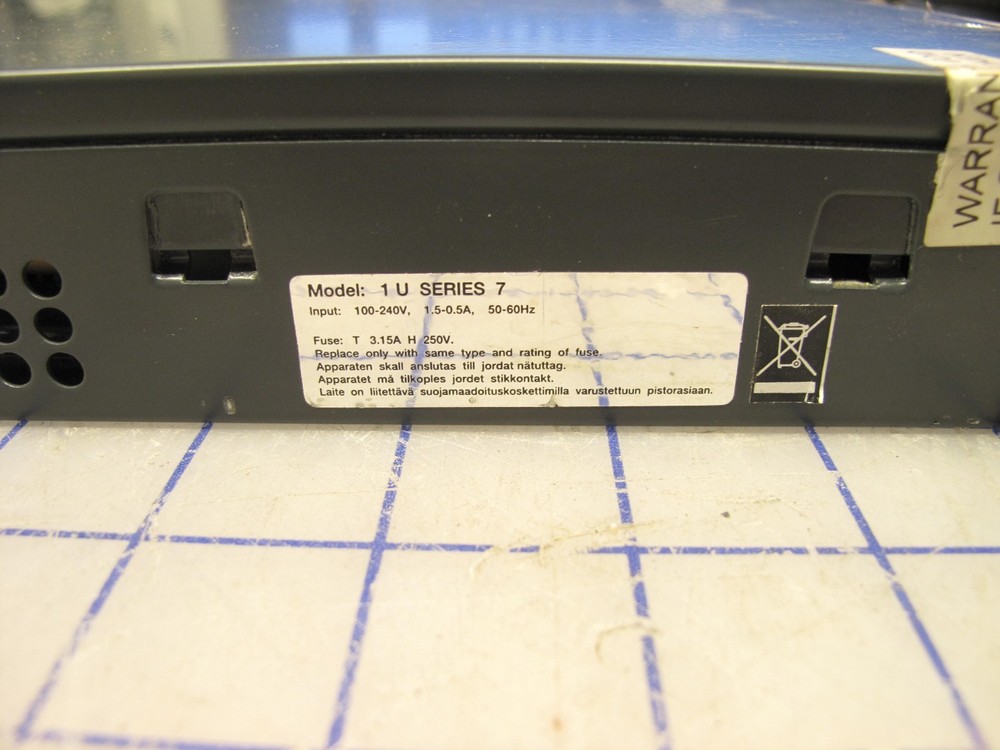 Model: 1 U SERIES 7
Input: 100-240V, 1.5-0.5A, 50-60Hz
Fuse: T 3.15A H 250V.
Replace only with same type and rating of fuse.
Apparaten skall anslutas till jordat nätuttag.
Apparatet må tilkoples jordet stikkontakt.
Laite on liitettävä suojamaadoituskoskettimilla varustettuun pistorasiaan.
WARRAN